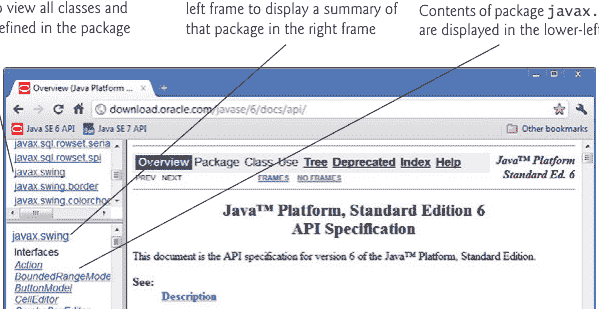 o view all classes and
efined in the package
left frame to display a summary of
that package in the right frame
Contents of package javax.
are displayed in the lower-left
Overview (Java Platform ...
download.oracle.com/javase/6/docs/api/
Java SE 6 API Java SE 7 API Other bookmarks
javax.sql.rowset.seria
javax.sql.rowset.spi
javax.swing
javax.swing.border
javax.swing.colorchoo
javax.swing
Interfaces
Action
BoundedRangeMode
ButtonModel
CellEditor
Overview Package Class Use Tree Deprecated Index Help
PREV NEXT FRAMES NO FRAMES
Java™ Platform
Standard Ed. 6
Java™ Platform, Standard Edition 6
API Specification
This document is the API specification for version 6 of the Java™ Platform, Standard Edition.
See:
Description